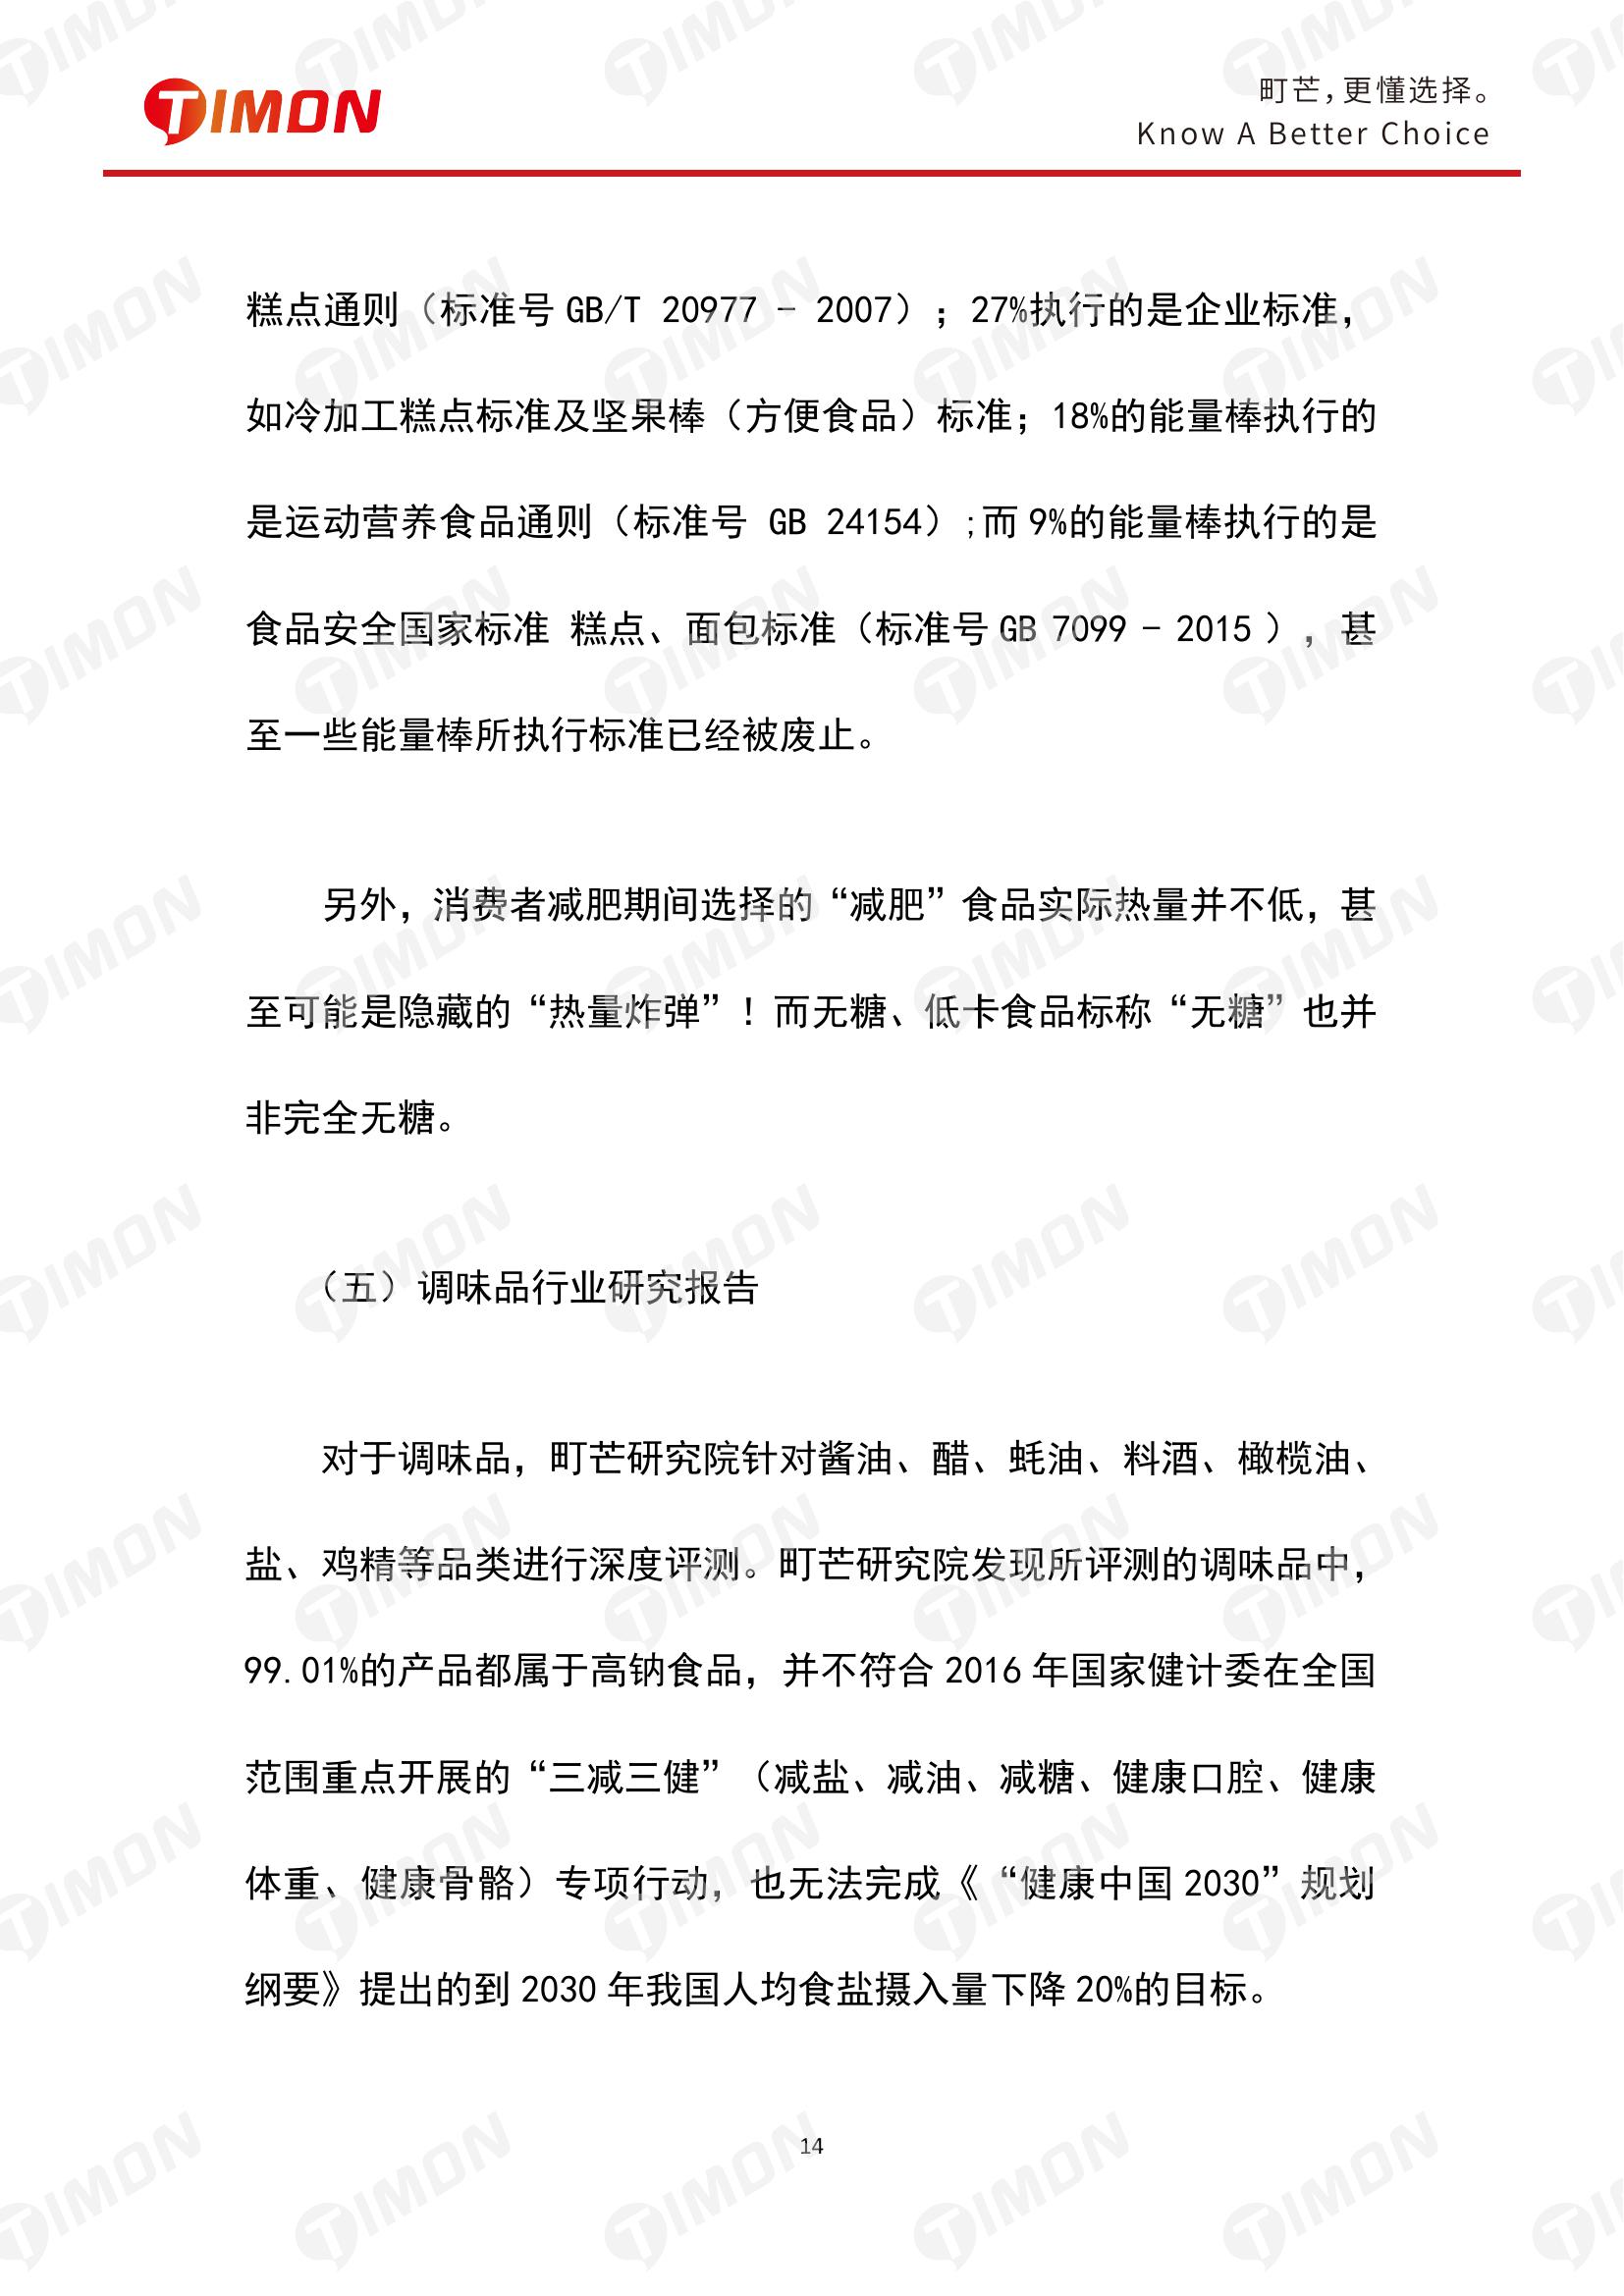 TIMON
町芒，更懂选择。
Know A Better Choice
糕点通则（标准号 GB/T 20977 - 2007）；27%执行的是企业标准，
如冷加工糕点标准及坚果棒（方便食品）标准；18%的能量棒执行的
是运动营养食品通则（标准号 GB 24154）;而 9%的能量棒执行的是
食品安全国家标准 糕点、面包标准（标准号 GB 7099 - 2015 ），甚
至一些能量棒所执行标准已经被废止。
另外，消费者减肥期间选择的“减肥”食品实际热量并不低，甚
至可能是隐藏的“热量炸弹”！而无糖、低卡食品标称“无糖”也并
非完全无糖。
（五）调味品行业研究报告
对于调味品，町芒研究院针对酱油、醋、蚝油、料酒、橄榄油、
盐、鸡精等品类进行深度评测。町芒研究院发现所评测的调味品中，
99.01%的产品都属于高钠食品，并不符合 2016 年国家健计委在全国
范围重点开展的“三减三健”（减盐、减油、减糖、健康口腔、健康
体重、健康骨骼）专项行动，也无法完成《“健康中国 2030”规划
纲要》提出的到 2030 年我国人均食盐摄入量下降 20%的目标。
14